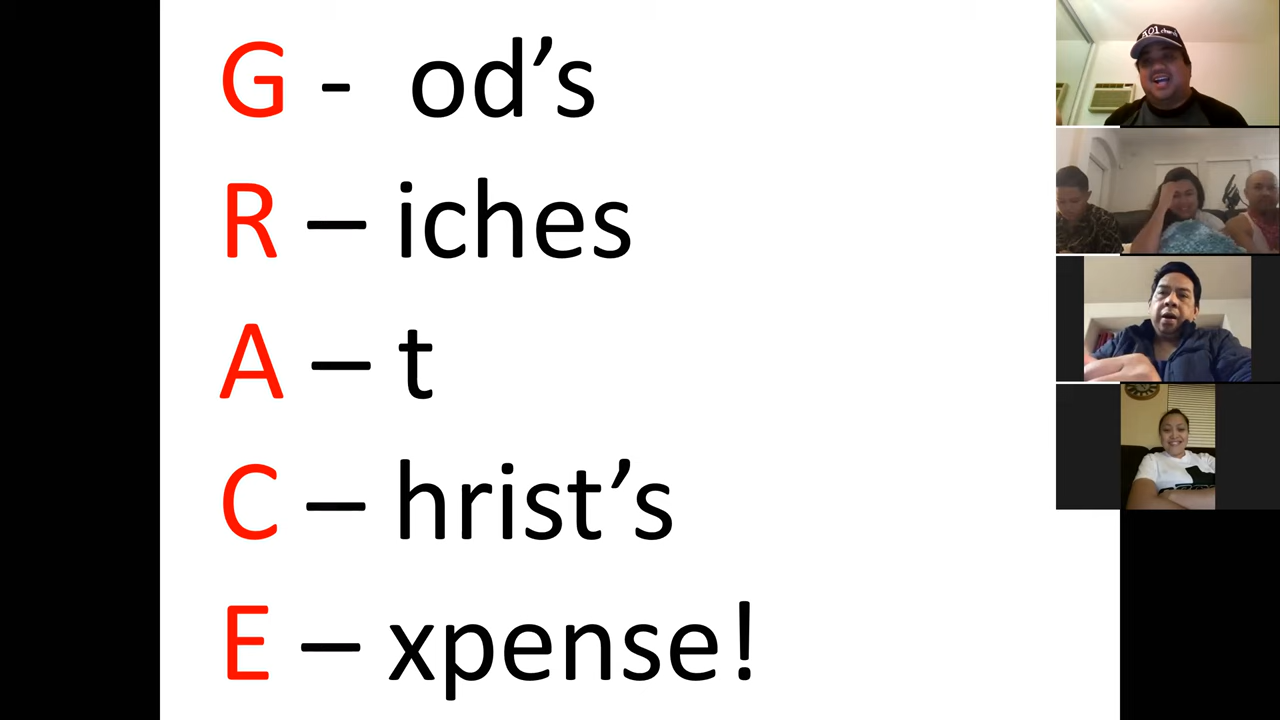 G - od’s
R – iches
A – t
C – hrist’s
E – xpense!